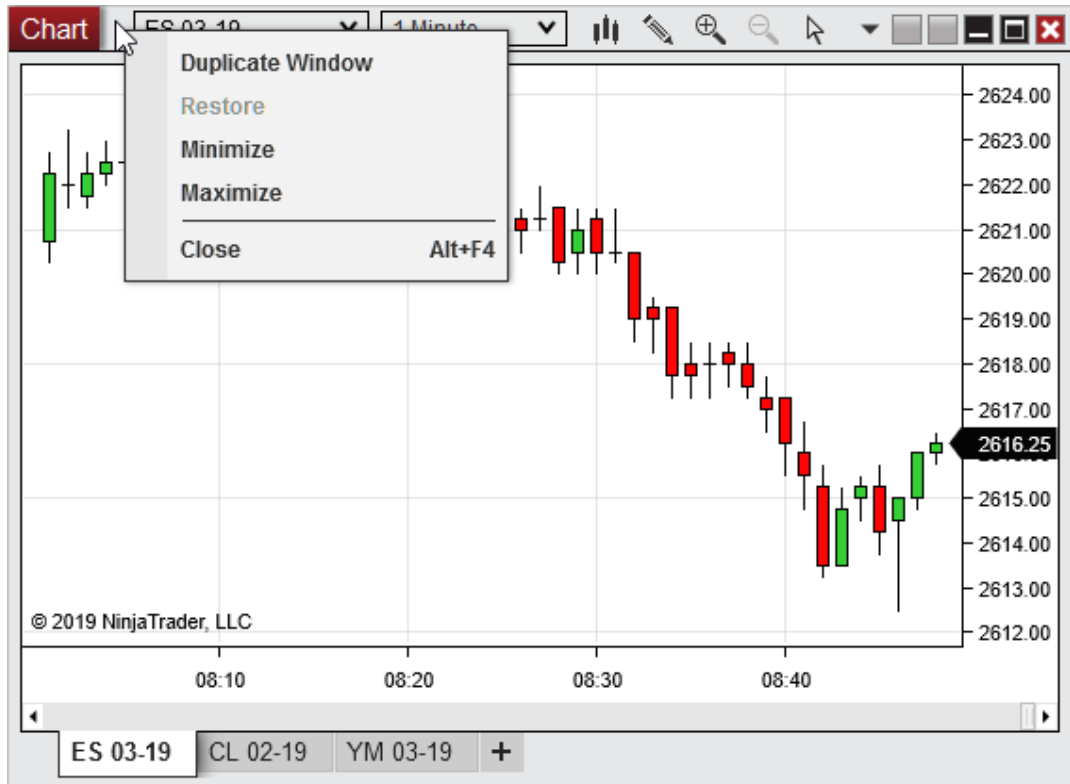 Chart ES 03-19 1 Minute
Duplicate Window
Restore
Minimize
Maximize
Close Alt+F4
2624.00
2623.00
2622.00
2621.00
2620.00
2619.00
2618.00
2617.00
2616.25
2615.00
2614.00
2613.00
2612.00
© 2019 NinjaTrader, LLC
08:10 08:20 08:30 08:40
ES 03-19 CL 02-19 YM 03-19 +